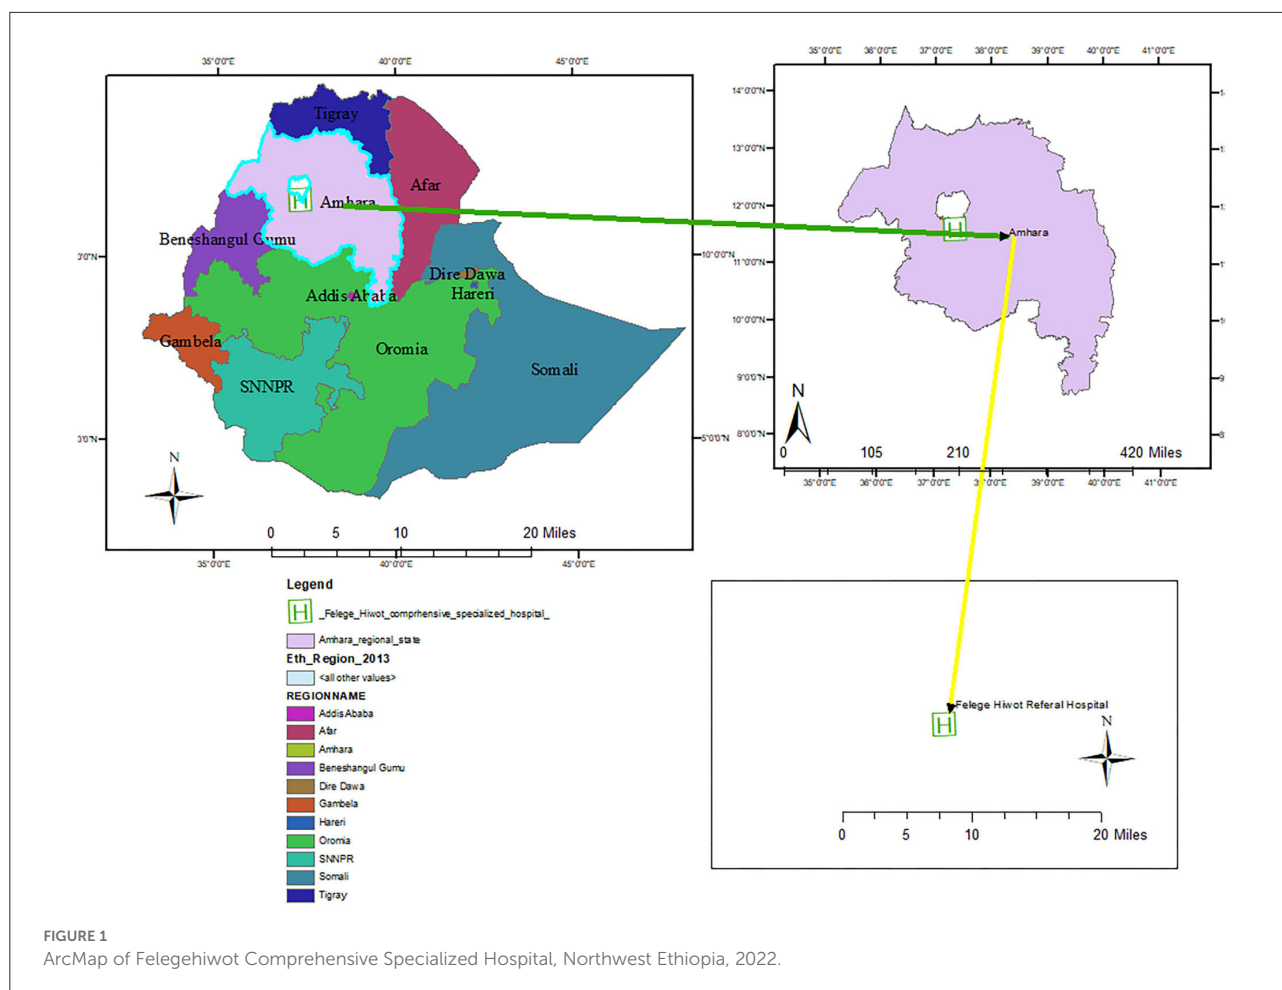 35°0'0"E 40°0'0"E 45°0'0"E
Tigray
Afar
Amhara
H
Beneshangul Gumu
0'0"N 10°0'0"N
Dire Dawa
Hareri
Addis Ababa
Gambela
Oromia
Somali
SNNPR
0'0"N 5°0'0"N
N
0 5 10 20 Miles
35°0'0"E 40°0'0"E 45°0'0"E
35°0'0"E 36°0'0"E 37°0'0"E 38°0'0"E 39°0'0"E 40°0'0"E 41°0'0"E
14°0'0"N
13°0'0"N
12°0'0"N
11°0'0"N
10°0'0"N
9°0'0"N
8°0'0"N
H
Amhara
N
0 105 210 420 Miles
35°0'0"E 36°0'0"E 37°0'0"E 38°0'0"E 39°0'0"E 40°0'0"E 41°0'0"E
Legend
H _Felege_Hiwot_comprhensive_specialized_hospital_
Amhara_regional_state
Eth_Region_2013
<all other values>
REGIONNAME
Addis Ababa
Afar
Amhara
Beneshangul Gumu
Dire Dawa
Gambela
Hareri
Oromia
SNNPR
Somali
Tigray
Felege Hiwot Referal Hospital
H
N
0 5 10 20 Miles
FIGURE 1
ArcMap of Felegehiwot Comprehensive Specialized Hospital, Northwest Ethiopia, 2022.